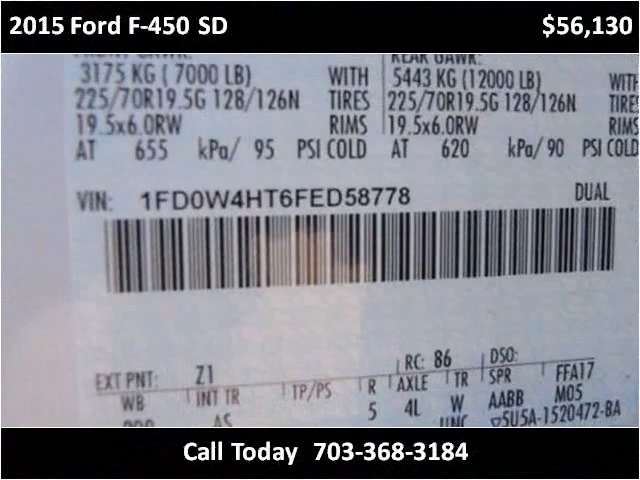 2015 Ford F-450 SD $56,130
REAR GAWR:
3175 KG ( 7000 LB) WITH 5443 KG (12000 LB) WITH
225/70R19.5G 128/126N TIRES 225/70R19.5G 128/126N TIRES
19.5x6.0RW RIMS 19.5x6.0RW RIMS
AT 655 kPa/ 95 PSI COLD AT 620 kPa/ 90 PSI COLD
VIN: 1FD0W4HT6FED58778 DUAL
EXT PNT: Z1 RC: 86 DSO:
WB INT TR TP/PS R AXLE TR SPR FFA17
5 4L W AABB M05
5U5A-1520472-BA
Call Today 703-368-3184